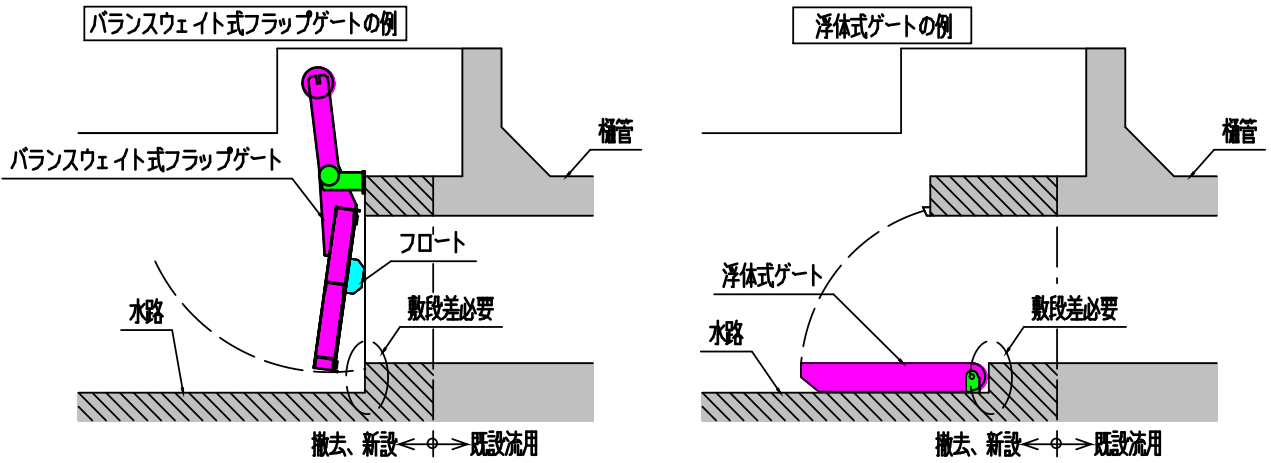 バランスウェイト式フラップゲートの例
樋管
バランスウェイト式フラップゲート
フロート
水路
敷段差必要
撤去、新設
既設流用
浮体式ゲートの例
樋管
浮体式ゲート
水路
敷段差必要
撤去、新設
既設流用